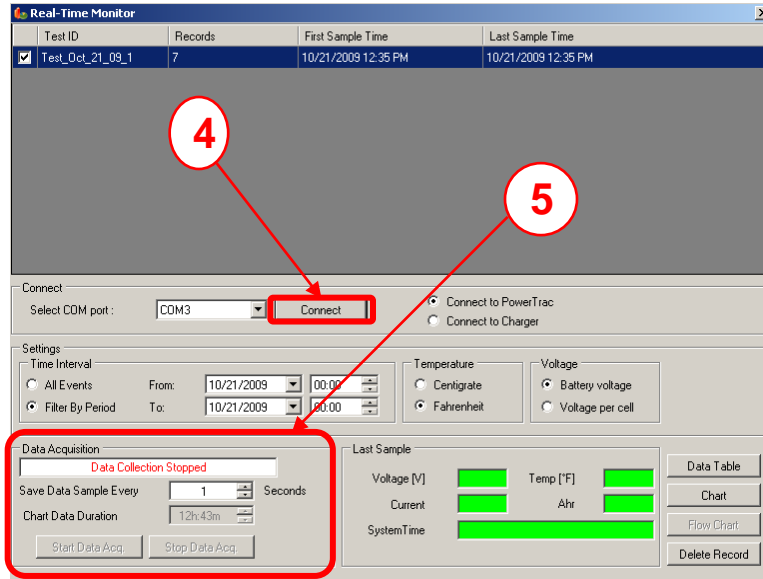 Real-Time Monitor
Test ID Records First Sample Time Last Sample Time
Test_Oct_21_09_1 7 10/21/2009 12:35 PM 10/21/2009 12:35 PM
4
5
Connect
Select COM port : COM3 Connect
Connect to PowerTrac
Connect to Charger
Settings
Time Interval Temperature Voltage
All Events From: 10/21/2009 00:00 Centigrate Battery voltage
Filter By Period To: 10/21/2009 00:00 Fahrenheit Voltage per cell
Data Acquisition
Data Collection Stopped
Save Data Sample Every 1 Seconds
Chart Data Duration 12h:43m
Start Data Acq. Stop Data Acq.
Last Sample
Voltage [V] Temp [°F]
Current Ahr
SystemTime
Data Table
Chart
Flow Chart
Delete Record